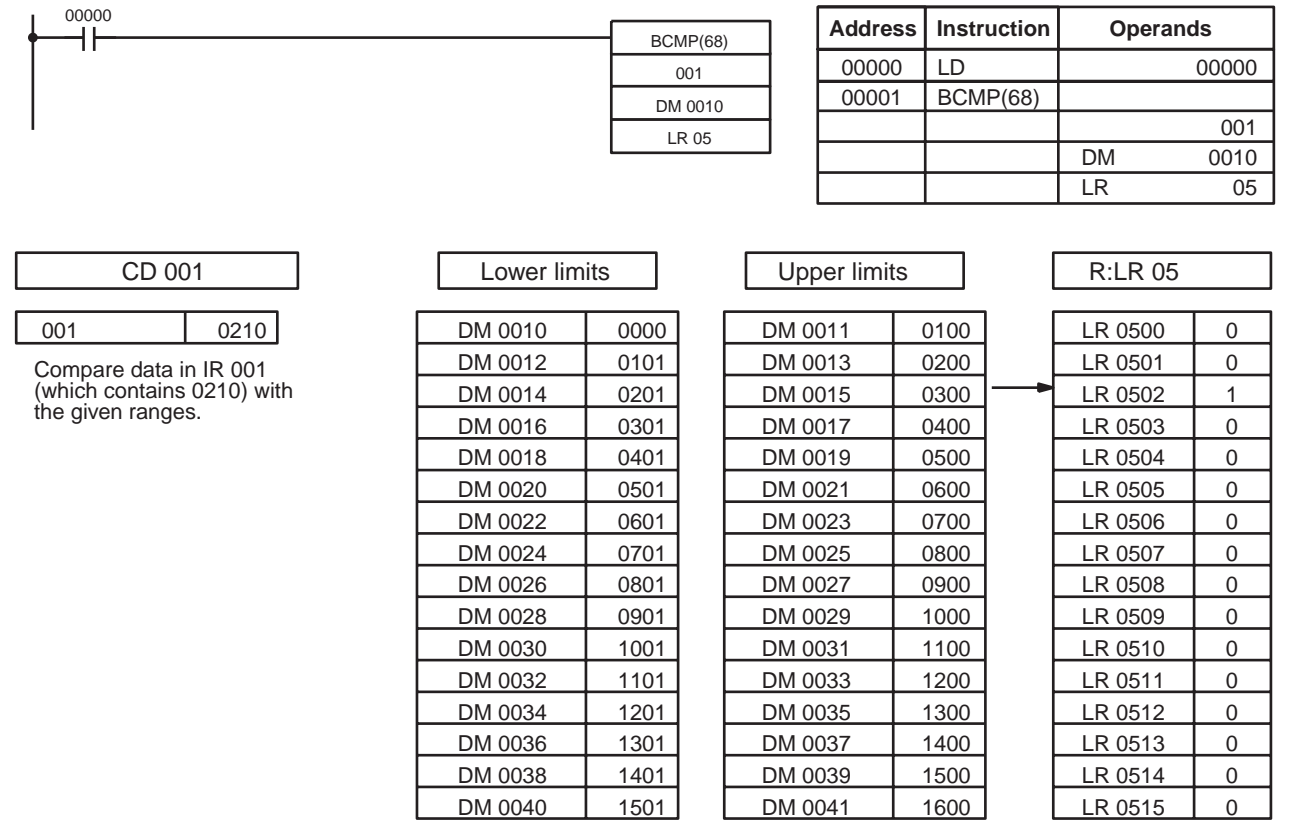 00000
BCMP(68)
001
DM 0010
LR 05
Address Instruction Operands
00000 LD 00000
00001 BCMP(68)
001
DM 0010
LR 05
CD 001
001 0210
Compare data in IR 001
(which contains 0210) with
the given ranges.
Lower limits Upper limits R:LR 05
DM 0010 0000 DM 0011 0100 LR 0500 0
DM 0012 0101 DM 0013 0200 LR 0501 0
DM 0014 0201 DM 0015 0300 LR 0502 1
DM 0016 0301 DM 0017 0400 LR 0503 0
DM 0018 0401 DM 0019 0500 LR 0504 0
DM 0020 0501 DM 0021 0600 LR 0505 0
DM 0022 0601 DM 0023 0700 LR 0506 0
DM 0024 0701 DM 0025 0800 LR 0507 0
DM 0026 0801 DM 0027 0900 LR 0508 0
DM 0028 0901 DM 0029 1000 LR 0509 0
DM 0030 1001 DM 0031 1100 LR 0510 0
DM 0032 1101 DM 0033 1200 LR 0511 0
DM 0034 1201 DM 0035 1300 LR 0512 0
DM 0036 1301 DM 0037 1400 LR 0513 0
DM 0038 1401 DM 0039 1500 LR 0514 0
DM 0040 1501 DM 0041 1600 LR 0515 0